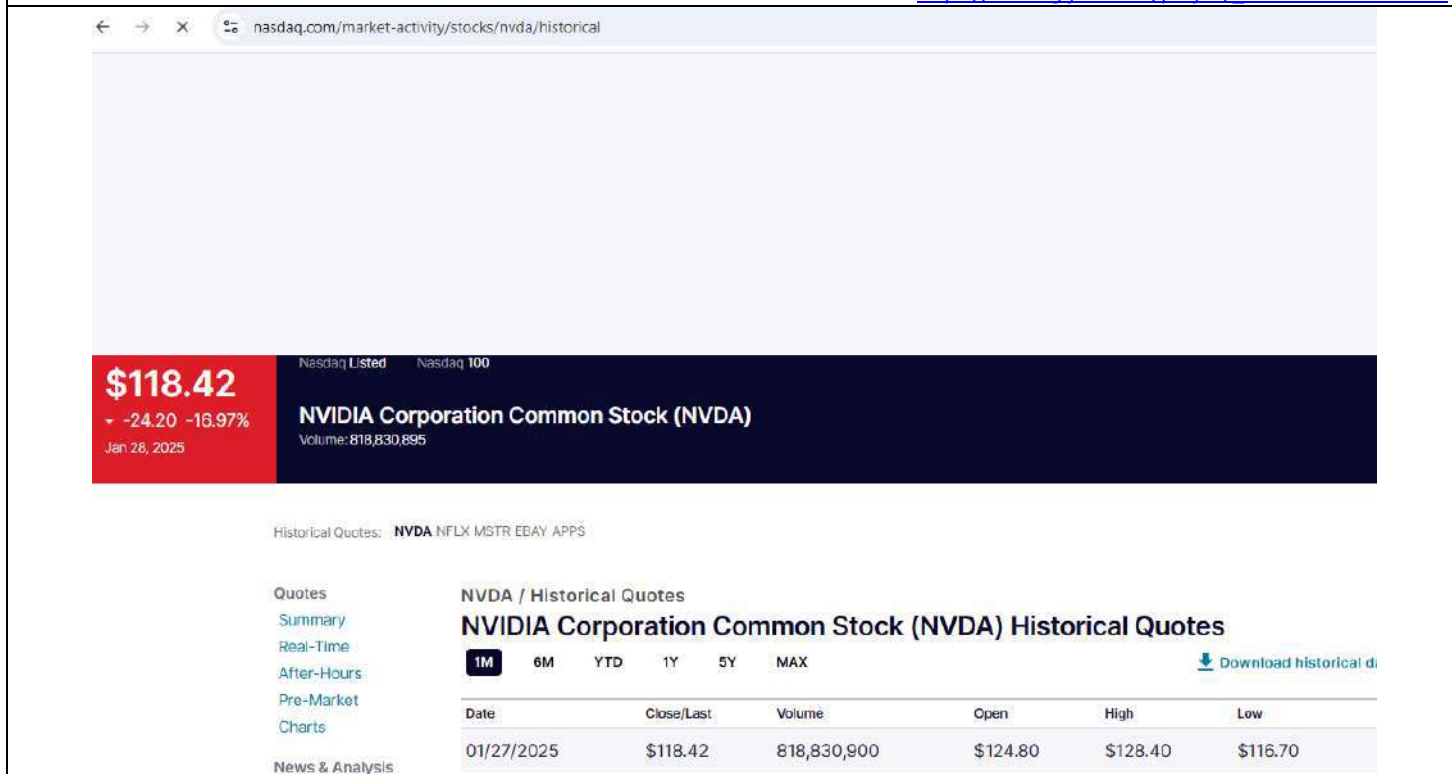 nasdaq.com/market-activity/stocks/nvda/historical
Nasdaq Listed Nasdaq 100
$118.42
-24.20 -16.97%
Jan 28, 2025
NVIDIA Corporation Common Stock (NVDA)
Volume: 818,830,895
Historical Quotes: NVDA NFLX MSTR EBAY APPS
Quotes
Summary
Real-Time
After-Hours
Pre-Market
Charts
News & Analysis
NVDA / Historical Quotes
NVIDIA Corporation Common Stock (NVDA) Historical Quotes
1M 6M YTD 1Y 5Y MAX
Download historical
Date Close/Last Volume Open High Low
01/27/2025 $118.42 818,830,900 $124.80 $128.40 $116.70